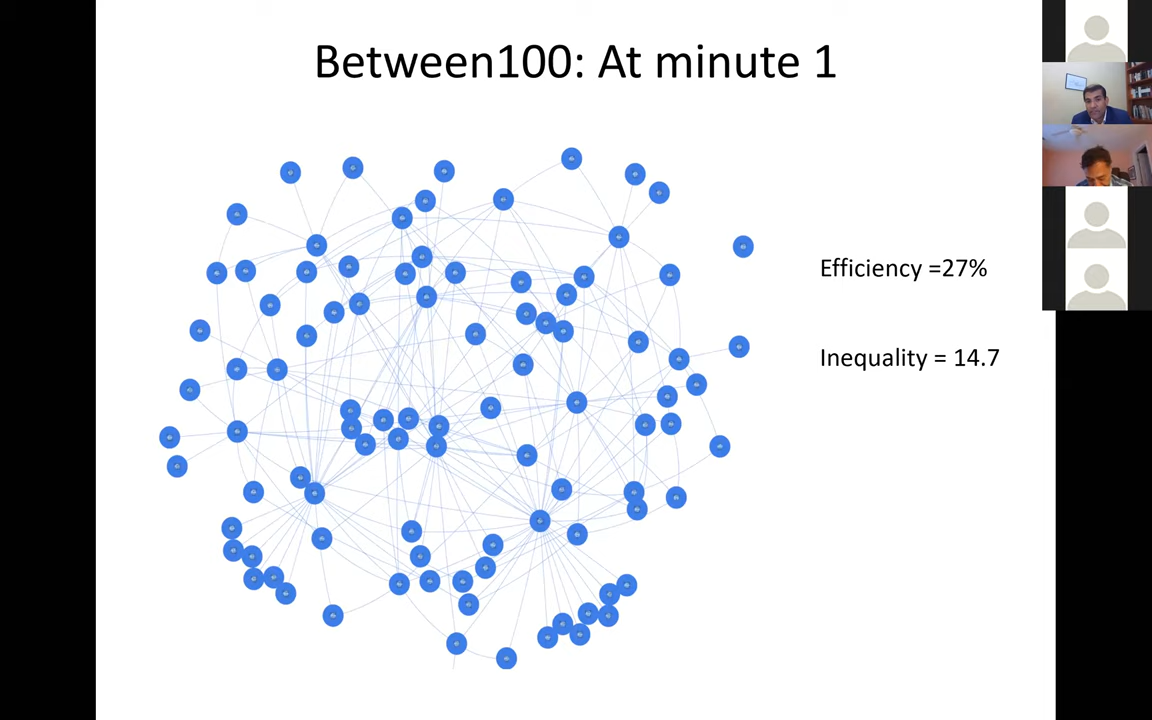 Between100: At minute 1
Efficiency =27%
Inequality = 14.7